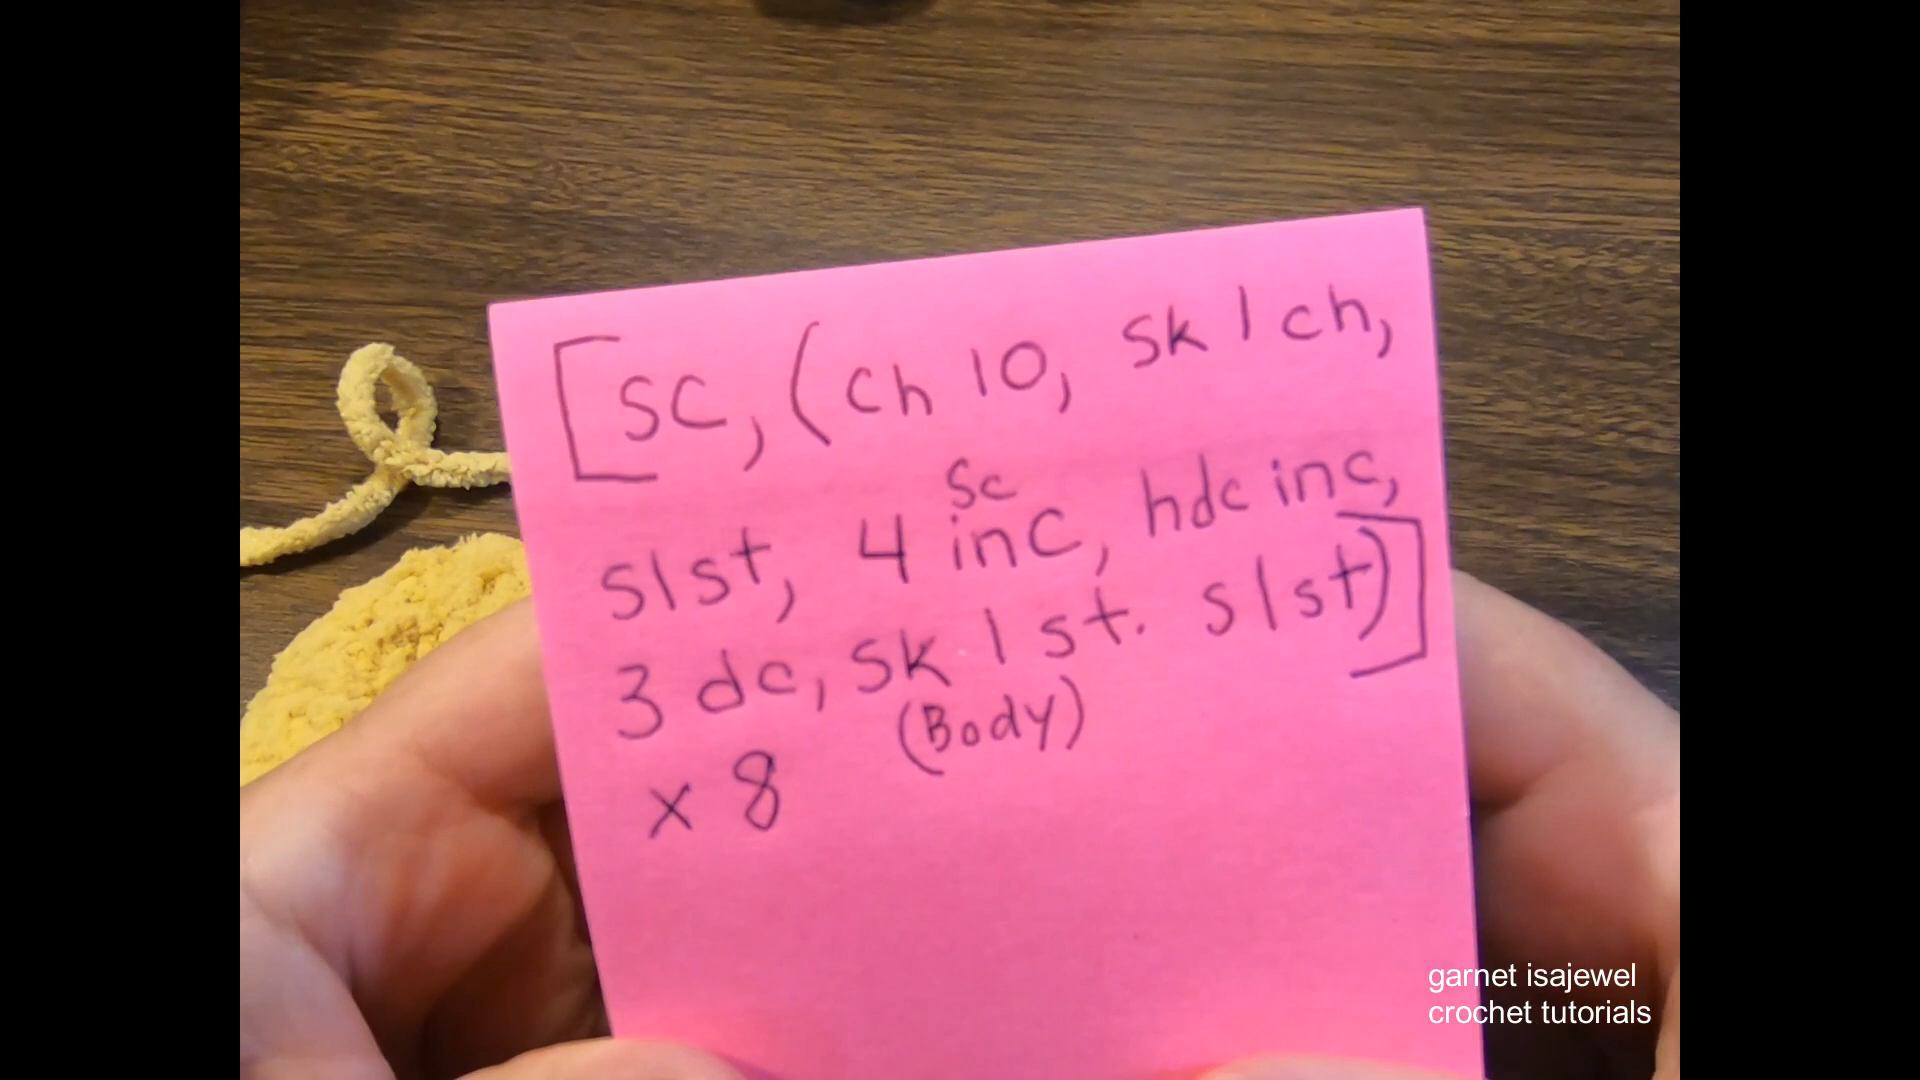 [SC, (Ch 10, Sk 1 ch,
slst, 4 sc inc, hdc inc,
3 dc, sk 1 st. slst)]
(Body)
x 8
garnet isajewel
crochet tutorials